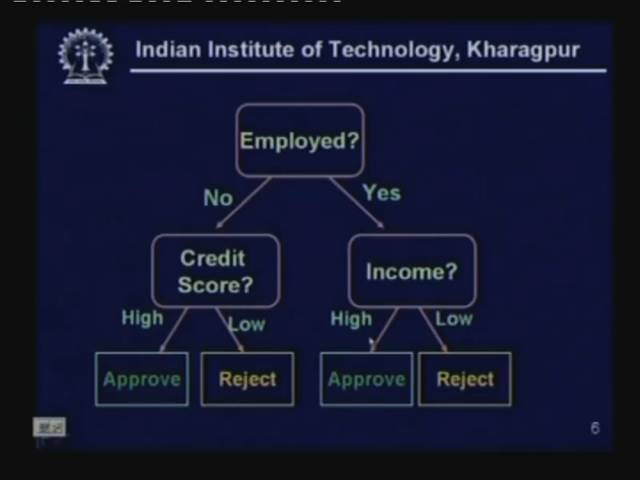 Indian Institute of Technology, Kharagpur
Employed?
No
Yes
Credit
Score?
Income?
High
Low
High
Low
Approve
Reject
Approve
Reject
6